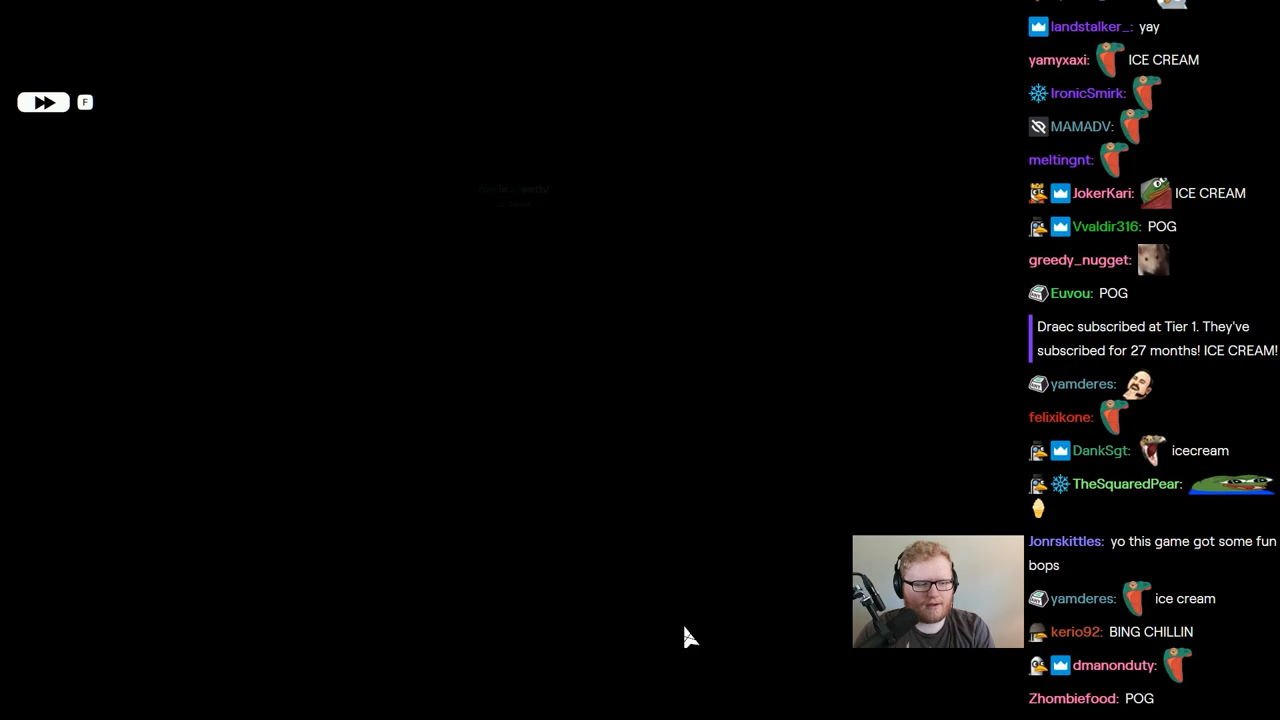 landstalker_: yay
yamyxaxi: ICE CREAM
F
IronicSmirk:
MAMADV:
meltingnt:
JokerKari: ICE CREAM
Vvaldir316: POG
greedy_nugget:
Euvou: POG
Draec subscribed at Tier 1. They've
subscribed for 27 months! ICE CREAM!
yamderes:
felixikone:
DankSgt: icecream
TheSquaredPear:
Jonrskittles: yo this game got some fun
bops
yamderes: ice cream
kerio92: BING CHILLIN
dmanonduty:
Zhombiefood: POG